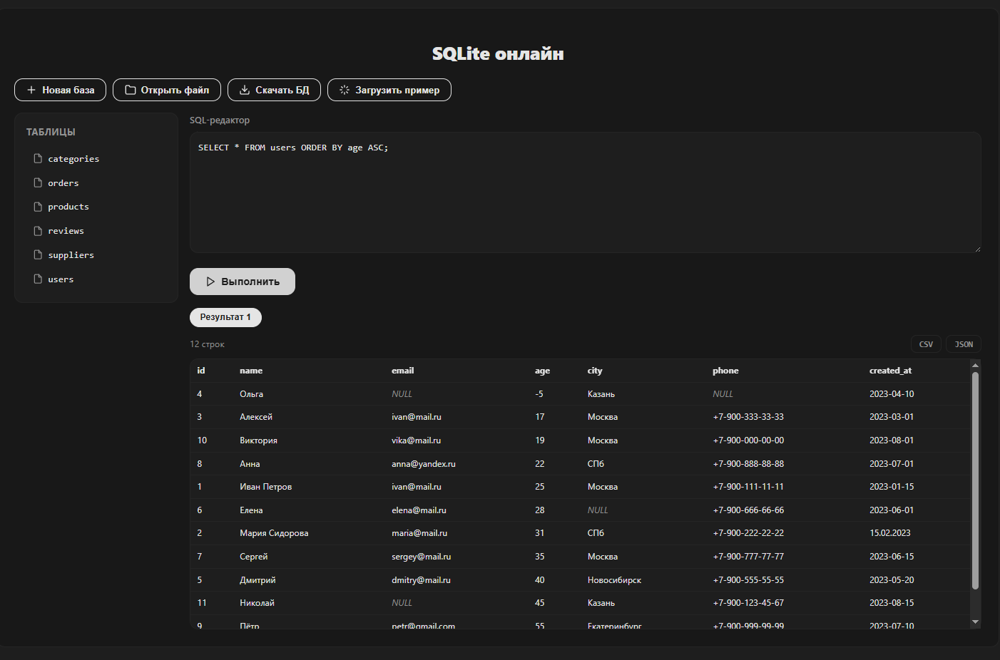 SQLite онлайн
Новая база Открыть файл Скачать БД Загрузить пример
ТАБЛИЦЫ
categories
orders
products
reviews
suppliers
users
SQL-редактор
SELECT * FROM users ORDER BY age ASC;
Выполнить
Результат 1
12 строк CSV JSON
id name email age city phone created_at
4 Ольга NULL -5 Казань NULL 2023-04-10
3 Алексей ivan@mail.ru 17 Москва +7-900-333-33-33 2023-03-01
10 Виктория vika@mail.ru 19 Москва +7-900-000-00-00 2023-08-01
8 Анна anna@yandex.ru 22 СПб +7-900-888-88-88 2023-07-01
1 Иван Петров ivan@mail.ru 25 Москва +7-900-111-11-11 2023-01-15
6 Елена elena@mail.ru 28 NULL +7-900-666-66-66 2023-06-01
2 Мария Сидорова maria@mail.ru 31 СПб +7-900-222-22-22 15.02.2023
7 Сергей sergey@mail.ru 35 Москва +7-900-777-77-77 2023-06-15
5 Дмитрий dmitry@mail.ru 40 Новосибирск +7-900-555-55-55 2023-05-20
11 Николай NULL 45 Казань +7-900-123-45-67 2023-08-15
9 Пётр petr@gmail.com 55 Екатеринбург +7-900-999-99-99 2023-07-10